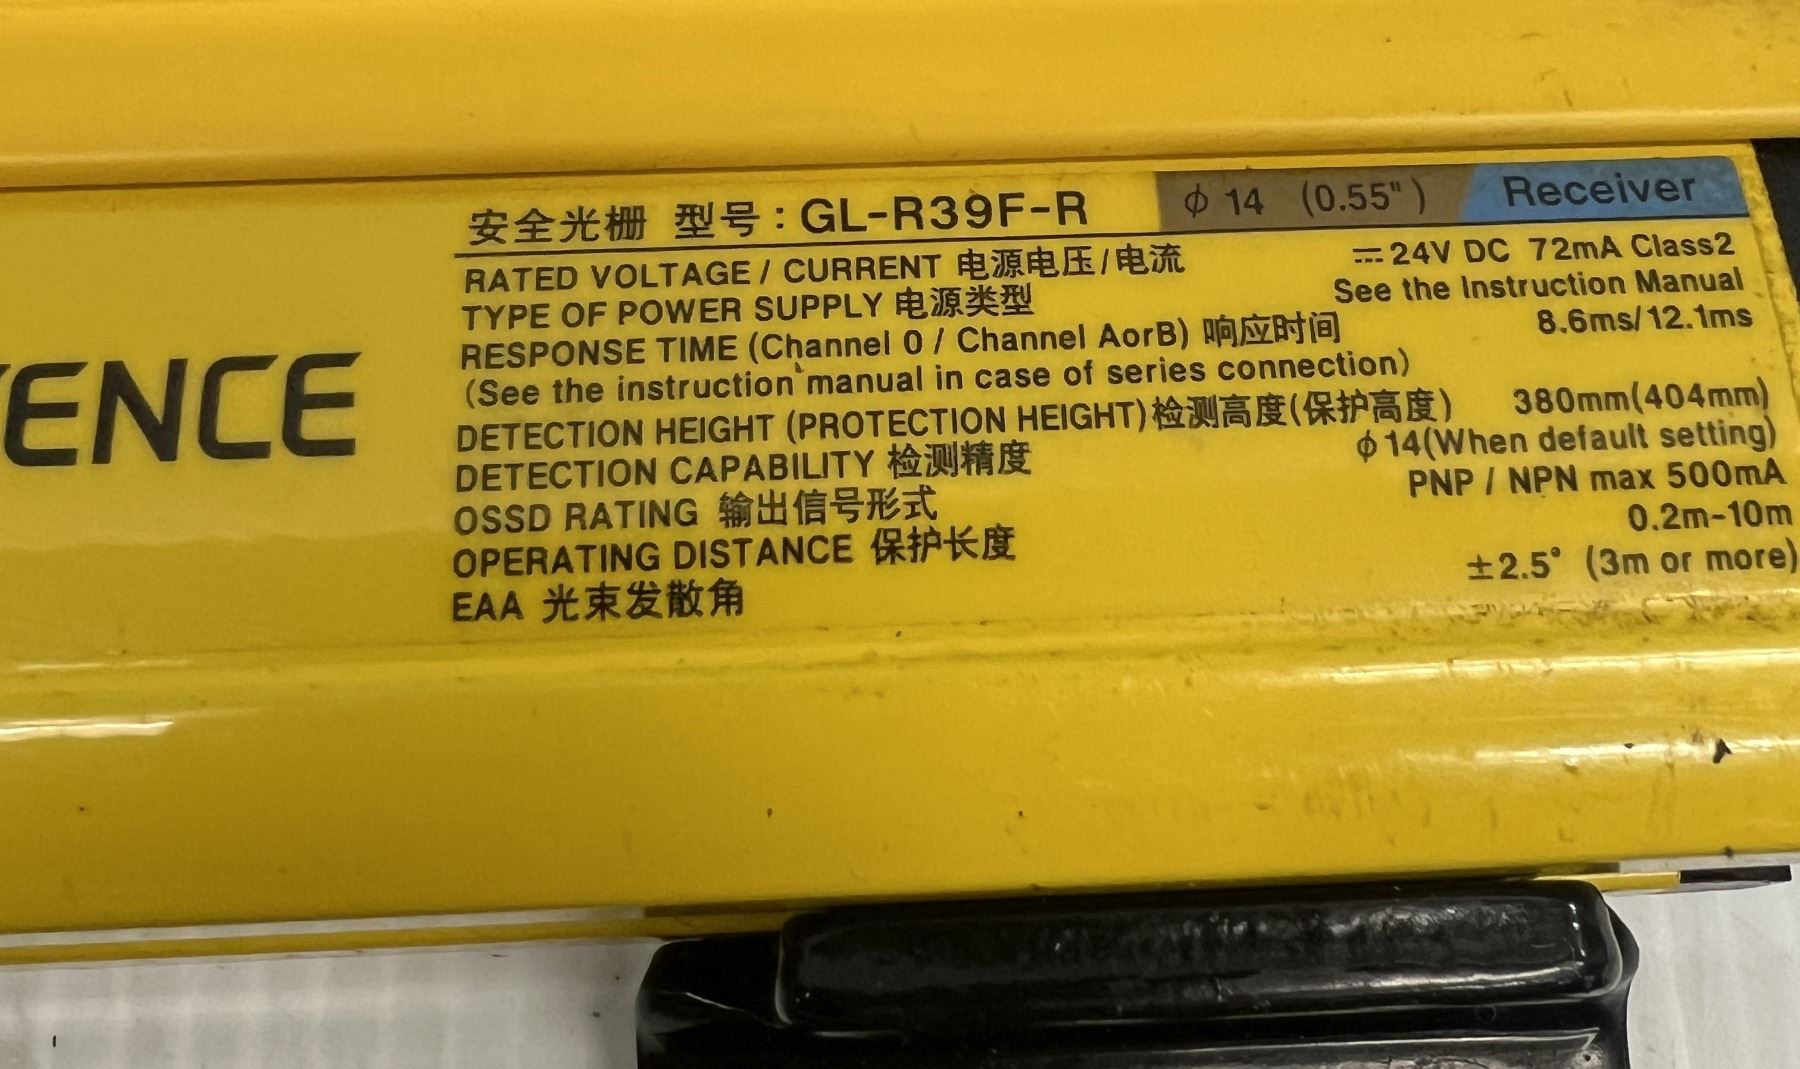 安全光栅 型号：GL-R39F-R φ14 (0.55") Receiver
RATED VOLTAGE / CURRENT 电源电压/电流 ⎓24V DC 72mA Class2
TYPE OF POWER SUPPLY 电源类型 See the Instruction Manual
RESPONSE TIME (Channel 0 / Channel AorB) 响应时间 8.6ms/12.1ms
(See the instruction manual in case of series connection)
DETECTION HEIGHT (PROTECTION HEIGHT)检测高度(保护高度) 380mm(404mm)
DETECTION CAPABILITY 检测精度 φ14(When default setting)
OSSD RATING 输出信号形式 PNP / NPN max 500mA
OPERATING DISTANCE 保护长度 0.2m-10m
EAA 光束发散角 ±2.5° (3m or more)
YENCE